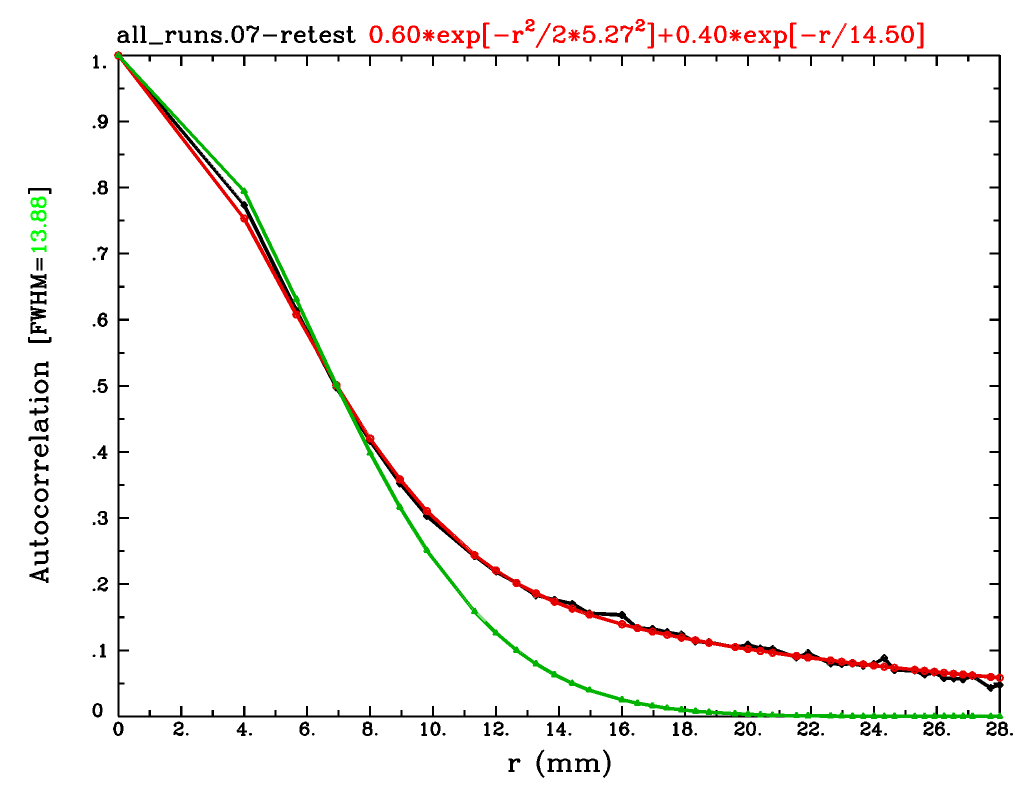 all_runs.07-retest 0.60*exp[-r²/2*5.27²]+0.40*exp[-r/14.50]
1.
.9
.8
.7
.6
.5
.4
.3
.2
.1
0
Autocorrelation [FWHM=13.88]
0 2. 4. 6. 8. 10. 12. 14. 16. 18. 20. 22. 24. 26. 28.
r (mm)